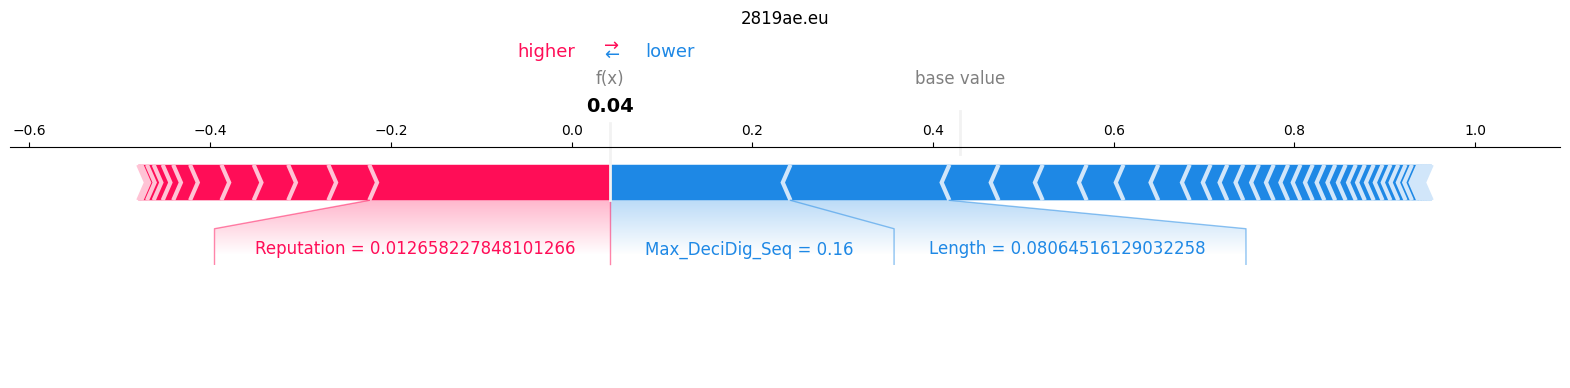 2819ae.eu
higher → ← lower
f(x) base value
0.04
−0.6 −0.4 −0.2 0.0 0.2 0.4 0.6 0.8 1.0
Reputation = 0.012658227848101266 Max_DeciDig_Seq = 0.16 Length = 0.08064516129032258